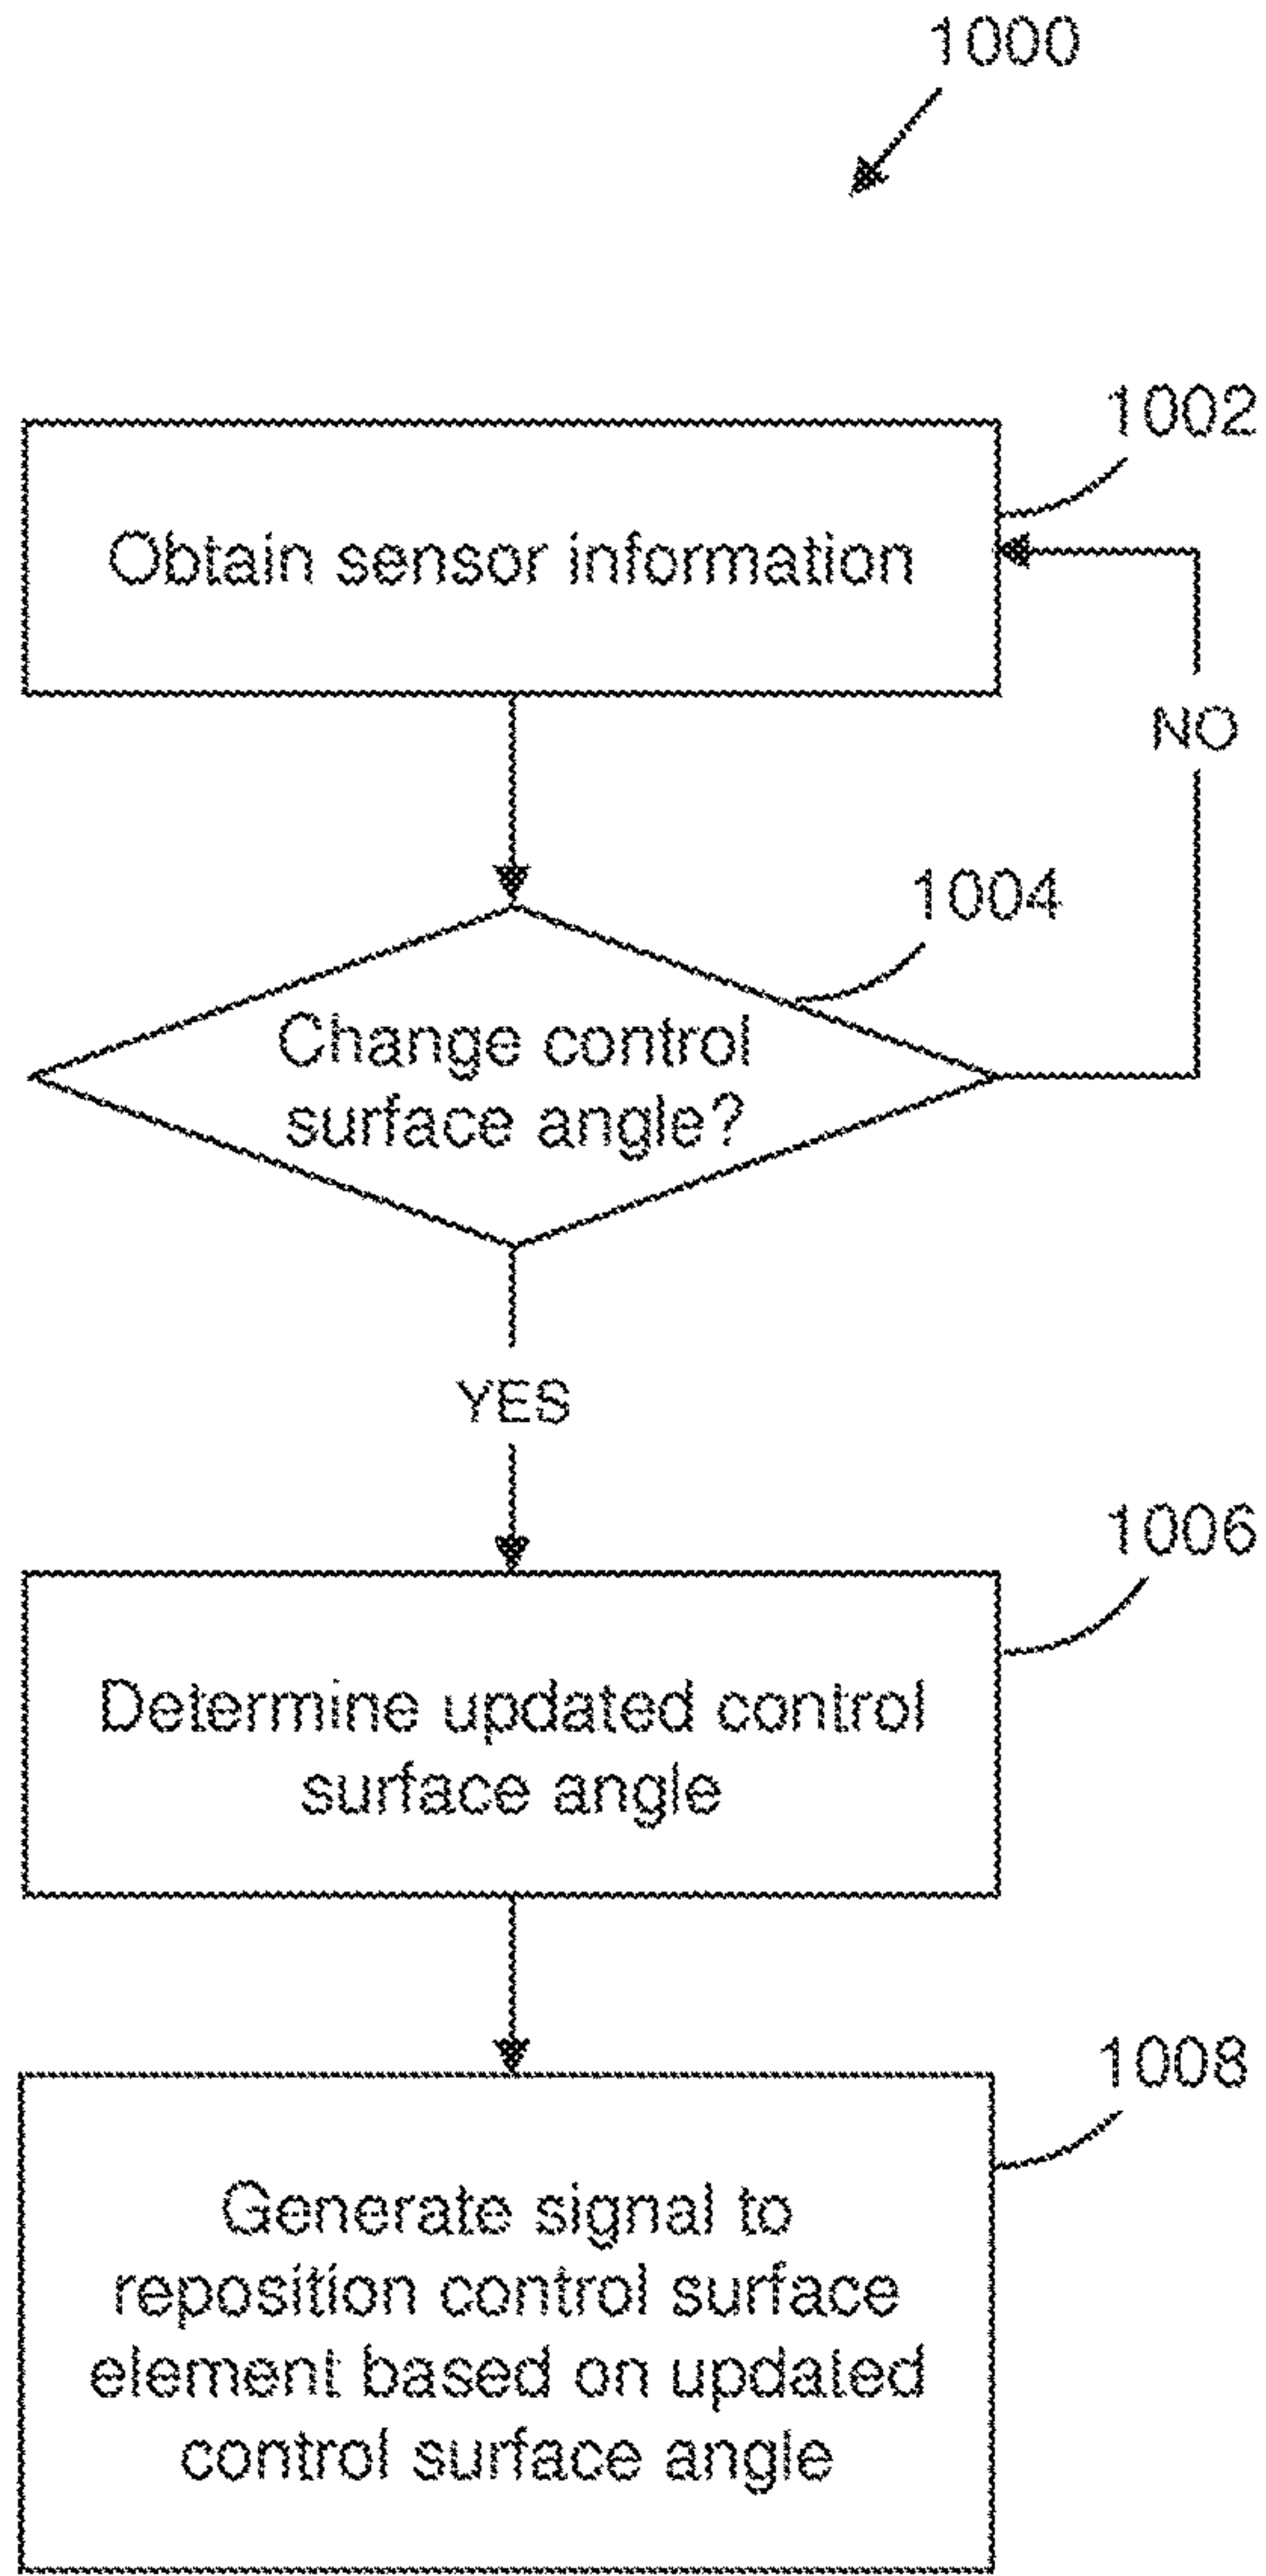 1000
1002
Obtain sensor information
NO
1004
Change control
surface angle?
YES
1006
Determine updated control
surface angle
1008
Generate signal to
reposition control surface
element based on updated
control surface angle